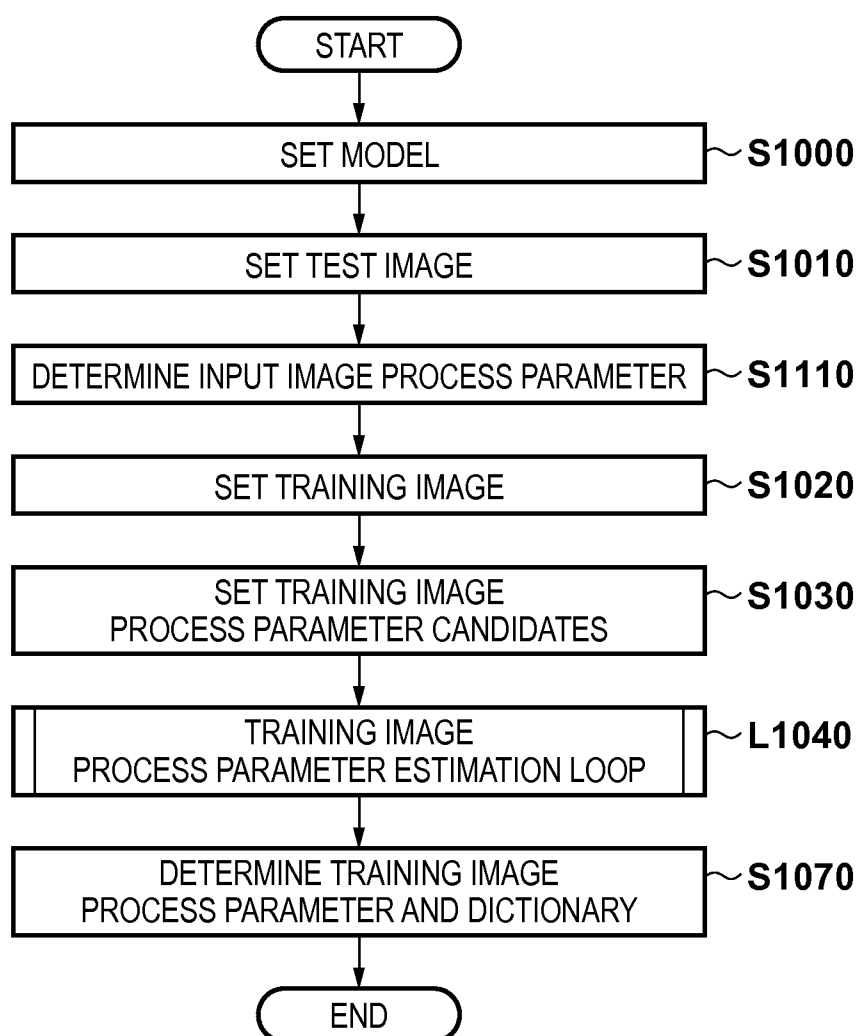 START
SET MODEL
S1000
SET TEST IMAGE
S1010
DETERMINE INPUT IMAGE PROCESS PARAMETER
S1110
SET TRAINING IMAGE
S1020
SET TRAINING IMAGE
PROCESS PARAMETER CANDIDATES
S1030
TRAINING IMAGE
PROCESS PARAMETER ESTIMATION LOOP
L1040
DETERMINE TRAINING IMAGE
PROCESS PARAMETER AND DICTIONARY
S1070
END